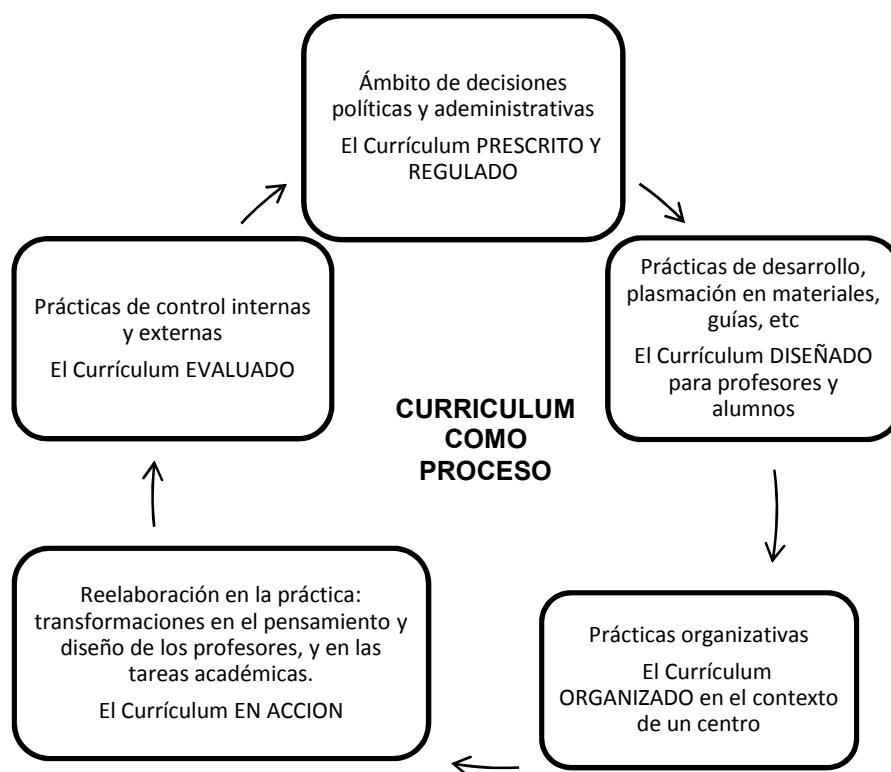 Ámbito de decisiones
políticas y adeministrativas
El Currículum PRESCRITO Y
REGULADO
Prácticas de desarrollo,
plasmación en materiales,
guías, etc
El Currículum DISEÑADO
para profesores y
alumnos
Prácticas organizativas
El Currículum
ORGANIZADO en el contexto
de un centro
Reelaboración en la práctica:
transformaciones en el pensamiento y
diseño de los profesores, y en las
tareas académicas.
El Currículum EN ACCION
Prácticas de control internas
y externas
El Currículum EVALUADO
CURRICULUM
COMO
PROCESO